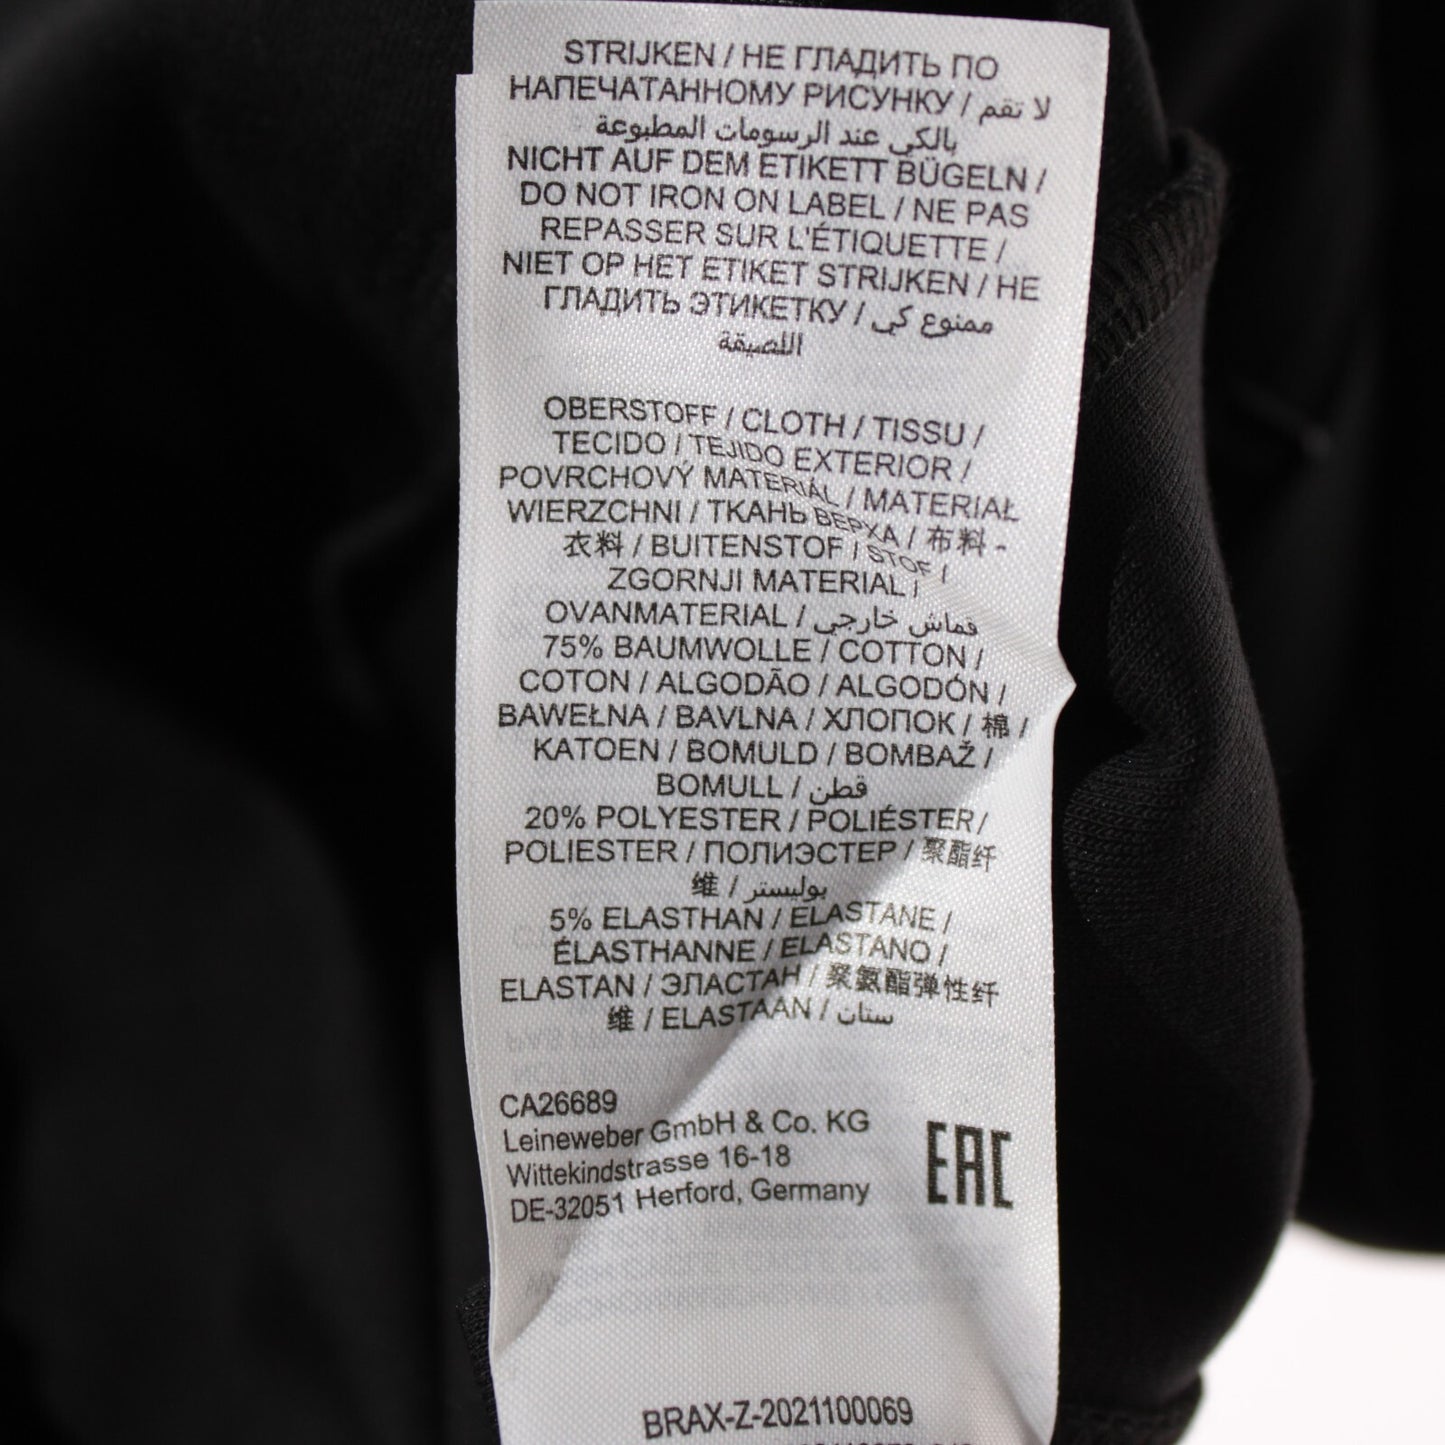 STRIJKEN / НЕ ГЛАДИТЬ ПО
НАПЕЧАТАННОМУ РИСУНКУ / لا تقم
بالكي عند الرسومات المطبوعة
NICHT AUF DEM ETIKETT BÜGELN /
DO NOT IRON ON LABEL / NE PAS
REPASSER SUR L'ÉTIQUETTE /
NIET OP HET ETIKET STRIJKEN / НЕ
ГЛАДИТЬ ЭТИКЕТКУ / ممنوع كي
اللصيقة
OBERSTOFF / CLOTH / TISSU /
TECIDO / TEJIDO EXTERIOR /
POVRCHOVÝ MATERIÁL / MATERIAŁ
WIERZCHNI / ТКАНЬ ВЕРХА / 布料 -
衣料 / BUITENSTOF / STOF /
ZGORNJI MATERIAL /
OVANMATERIAL / قماش خارجي
75% BAUMWOLLE / COTTON /
COTON / ALGODÃO / ALGODÓN /
BAWEŁNA / BAVLNA / ХЛОПОК / 棉 /
KATOEN / BOMULD / BOMBAŽ /
BOMULL / قطن
20% POLYESTER / POLIÉSTER /
POLIESTER / ПОЛИЭСТЕР / 聚酯纤
维 / بوليستر
5% ELASTHAN / ELASTANE /
ÉLASTHANNE / ELASTANO /
ELASTAN / ЭЛАСТАН / 聚氨酯弹性纤
维 / ELASTAAN / ستان
CA26689
Leineweber GmbH & Co. KG
Wittekindstrasse 16-18
DE-32051 Herford, Germany
EAC
BRAX-Z-2021100069